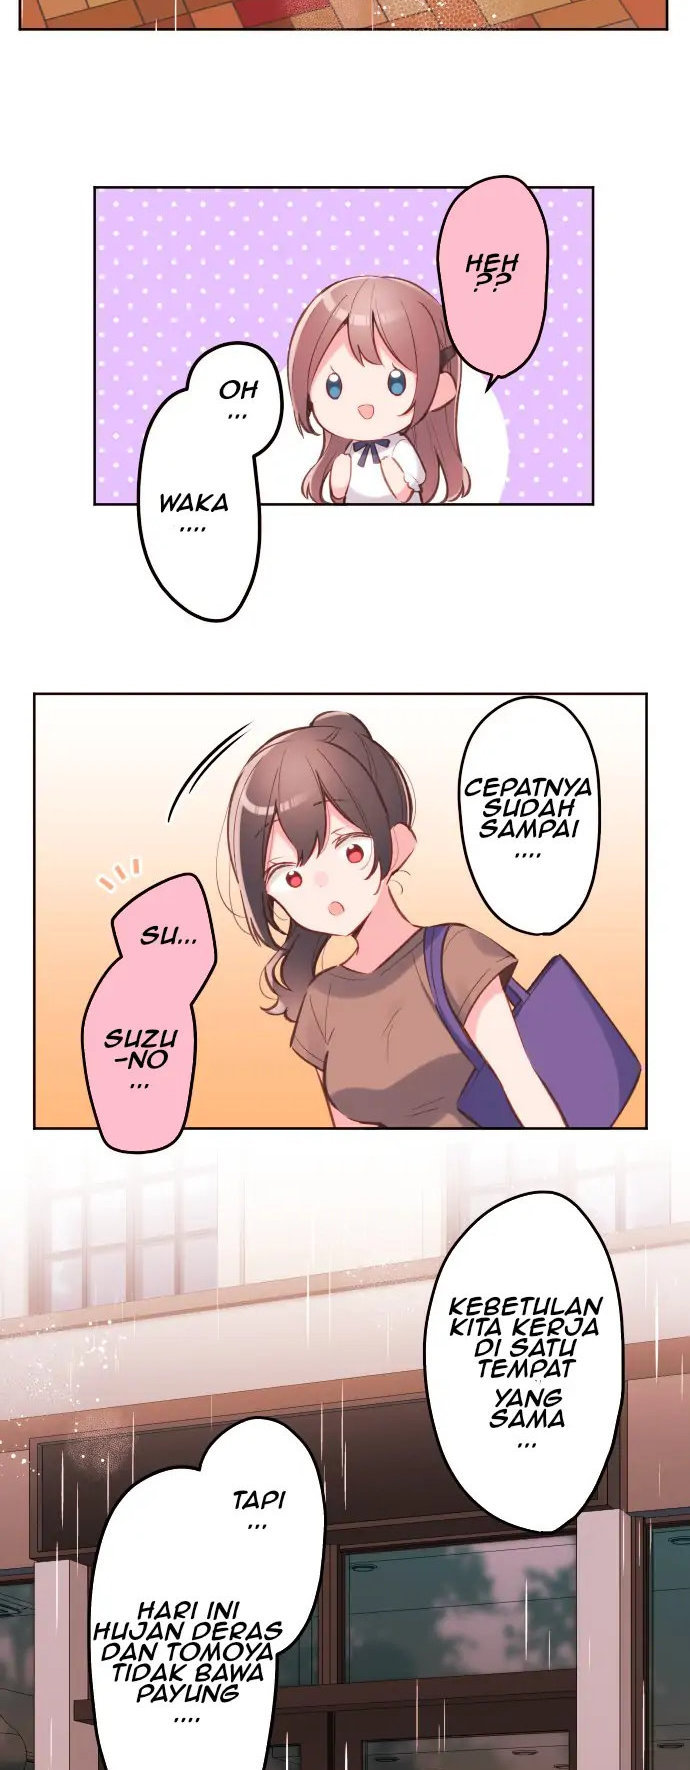 HEH
??
OH
...
WAKA
....
CEPATNYA
SUDAH
SAMPAI
....
SU...
SUZU
-NO
...
KEBETULAN
KITA KERJA
DI SATU
TEMPAT
YANG
SAMA
...
TAPI
...
HARI INI
HUJAN DERAS
DAN TOMOYA
TIDAK BAWA
PAYUNG
....